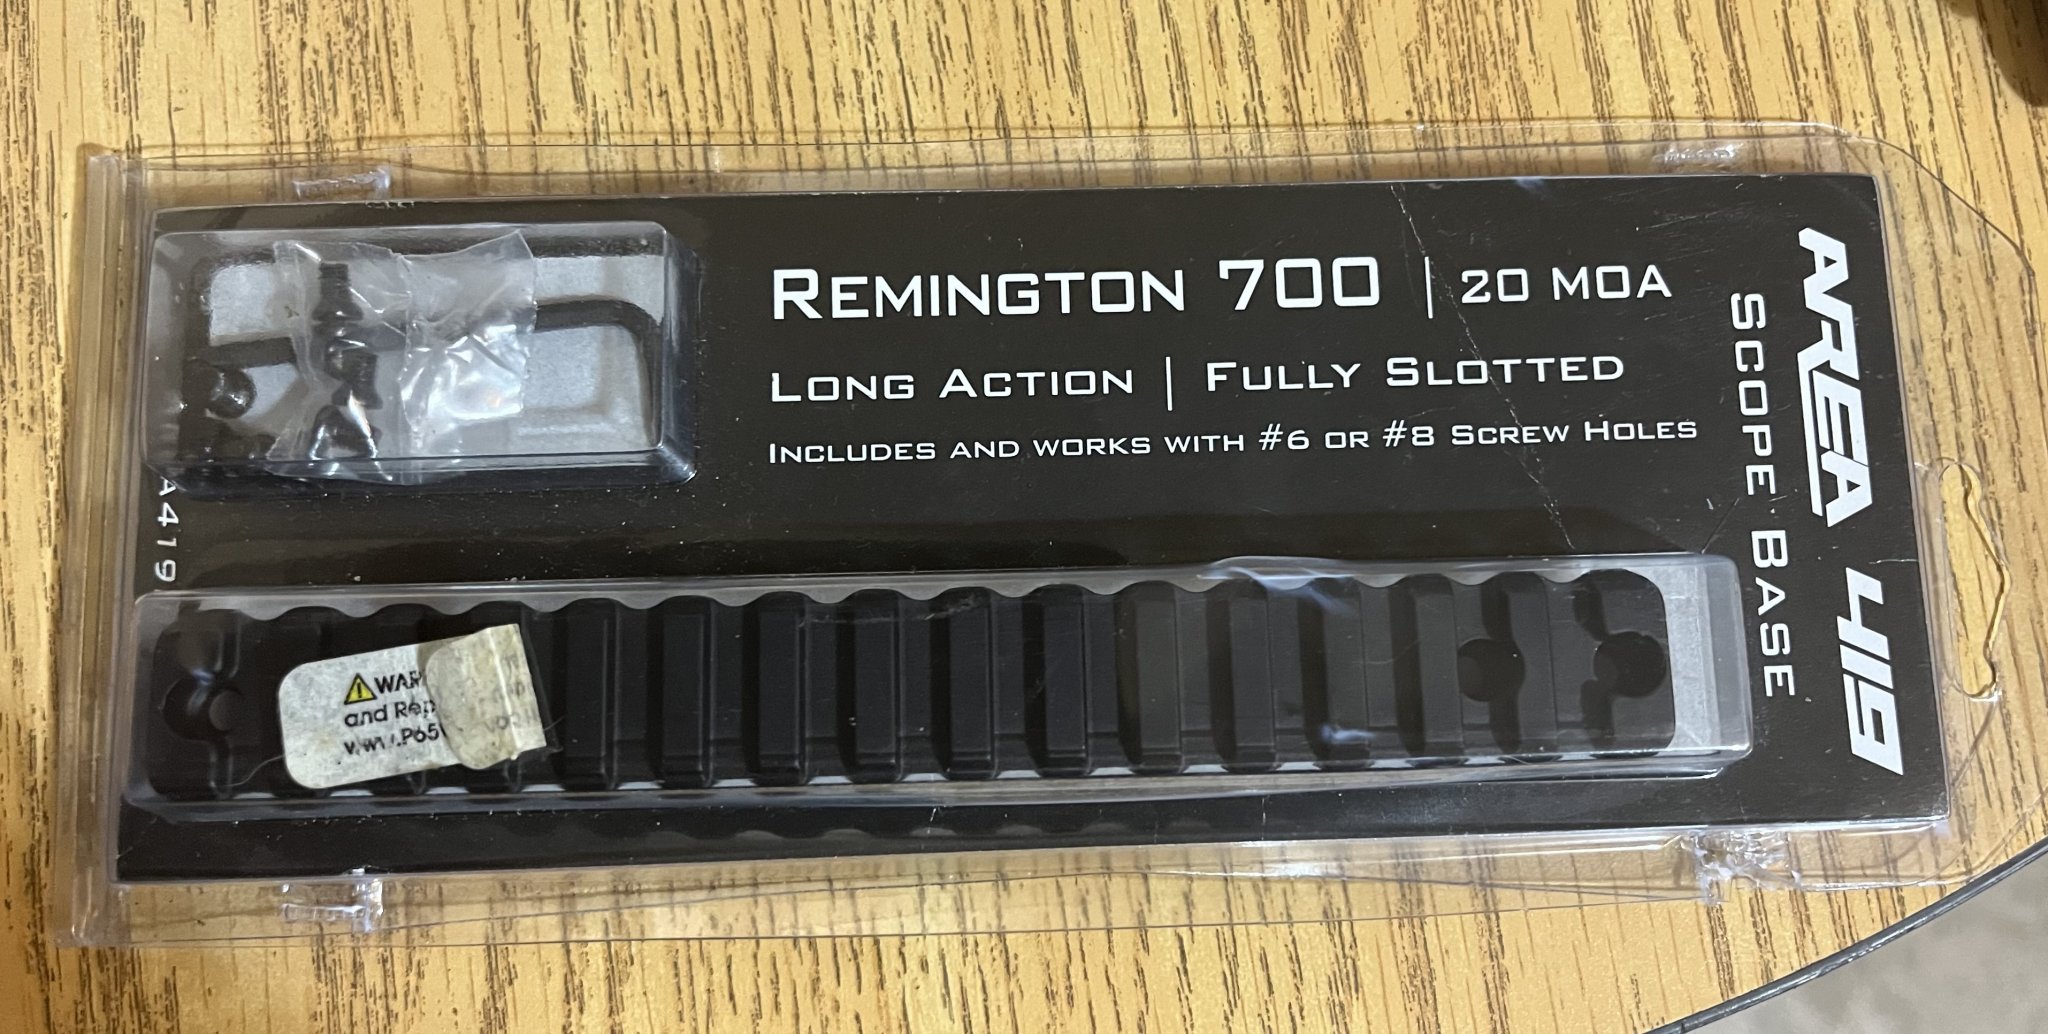 REMINGTON 700 | 20 MOA
LONG ACTION | FULLY SLOTTED
INCLUDES AND WORKS WITH #6 OR #8 SCREW HOLES
AREA 419
SCOPE BASE
A419
⚠WAR
and Rep
www.P65